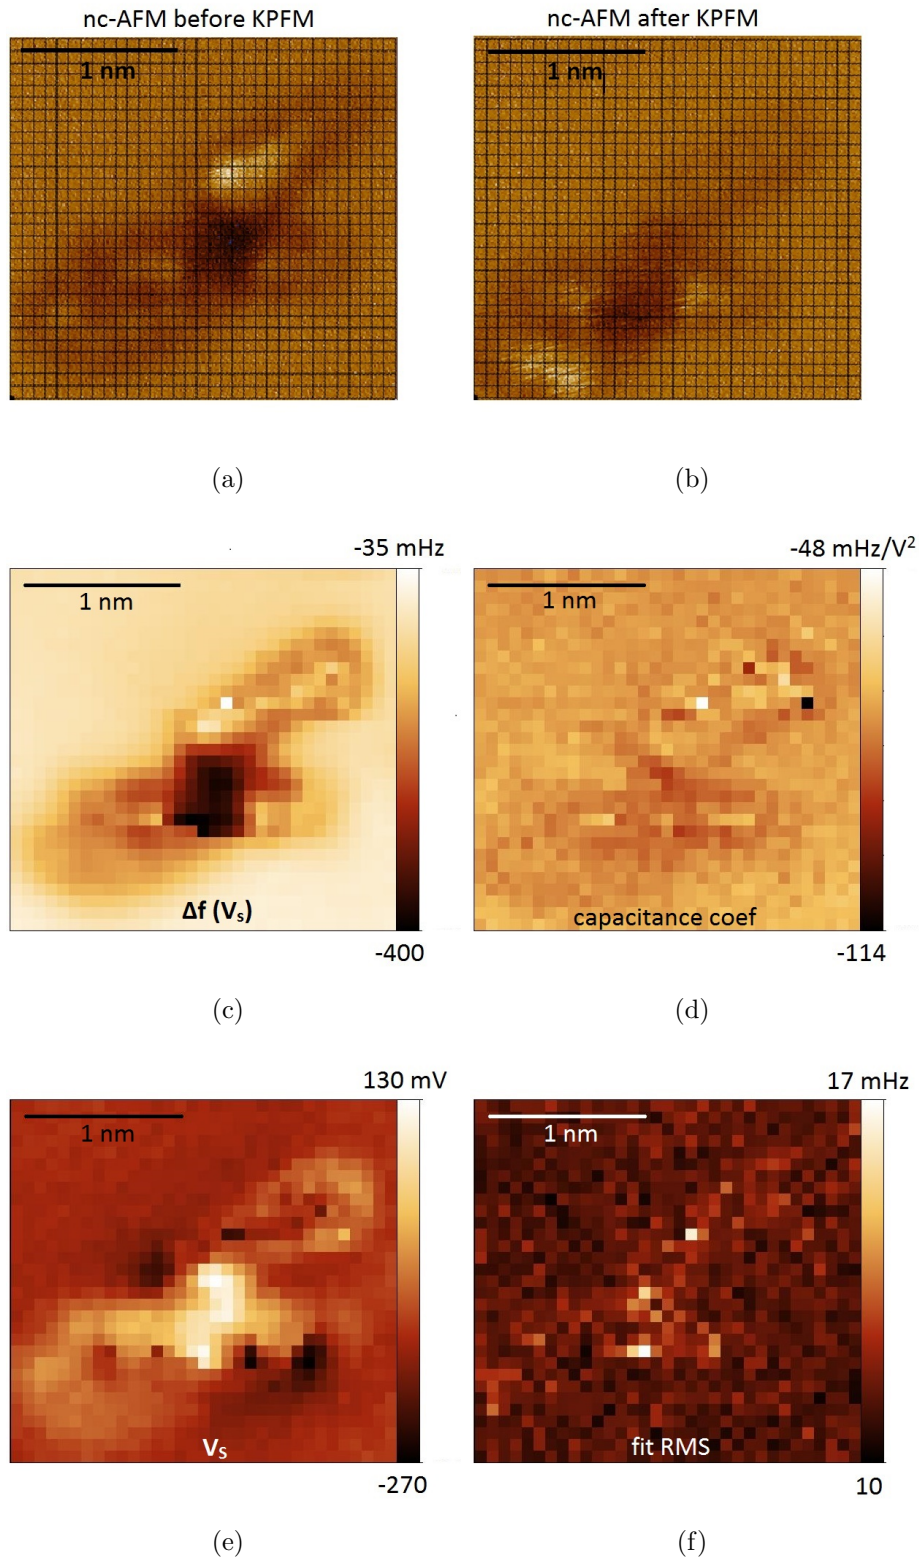 nc-AFM before KPFM
nc-AFM after KPFM
1 nm
1 nm
(a)
(b)
-35 mHz
-48 mHz/V²
1 nm
1 nm
Δf (Vₛ)
capacitance coef
-400
-114
(c)
(d)
130 mV
17 mHz
1 nm
1 nm
Vₛ
fit RMS
-270
10
(e)
(f)